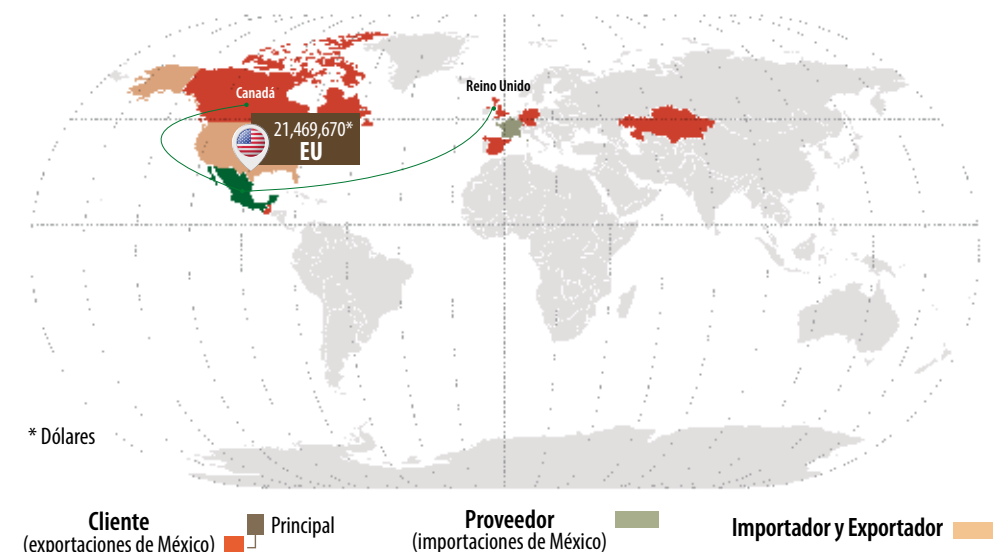 Reino Unido
Canadá
21,469,670*
EU
* Dólares
Cliente
(exportaciones de México)
Principal
Proveedor
(importaciones de México)
Importador y Exportador